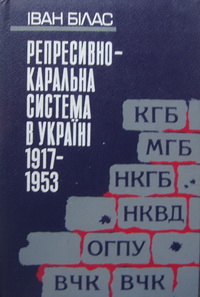 ІВАН БІЛАС
РЕПРЕСИВНО-
КАРАЛЬНА
СИСТЕМА
В УКРАЇНІ
1917-
1953
КГБ
МГБ
НКГБ
НКВД
ОГПУ
ВЧК ВЧК